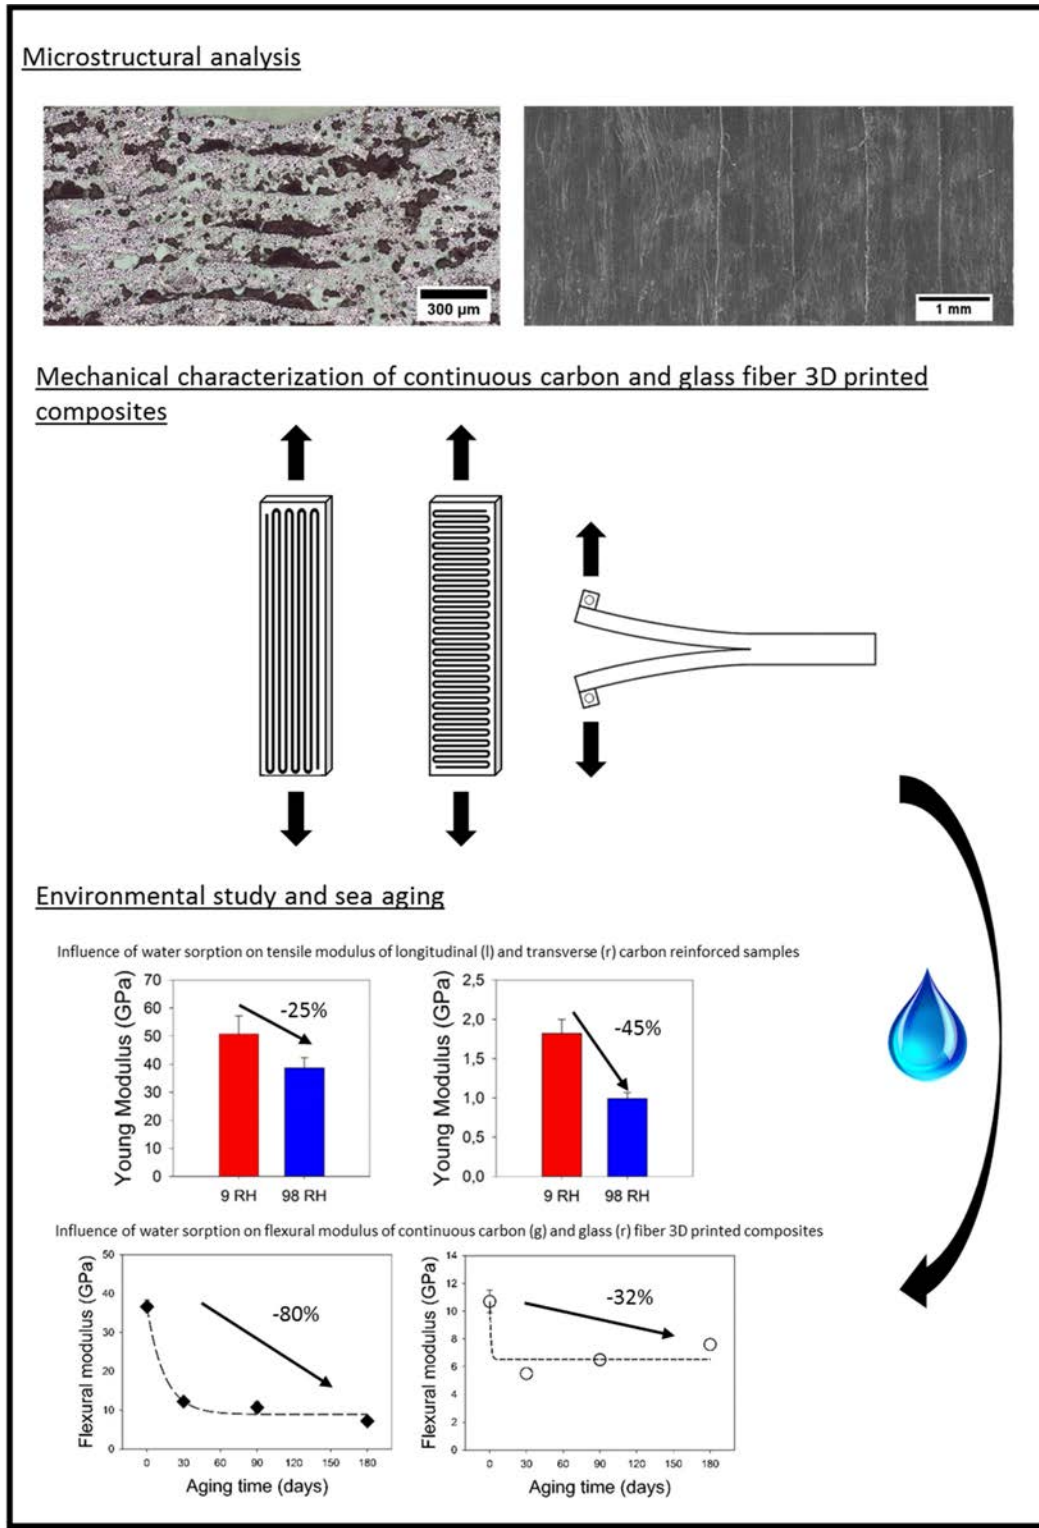 Microstructural analysis
300 µm
1 mm
Mechanical characterization of continuous carbon and glass fiber 3D printed
composites
Environmental study and sea aging
Influence of water sorption on tensile modulus of longitudinal (l) and transverse (r) carbon reinforced samples
Young Modulus (GPa)
70
60
50
40
30
20
10
0
-25%
9 RH
98 RH
Young Modulus (GPa)
2,5
2,0
1,5
1,0
0,5
0,0
-45%
9 RH
98 RH
Influence of water sorption on flexural modulus of continuous carbon (g) and glass (r) fiber 3D printed composites
Flexural modulus (GPa)
50
40
30
20
10
0
-80%
0 30 60 90 120 150 180
Aging time (days)
Flexural modulus (GPa)
14
12
10
8
6
4
2
0
-32%
0 30 60 90 120 150 180
Aging time (days)